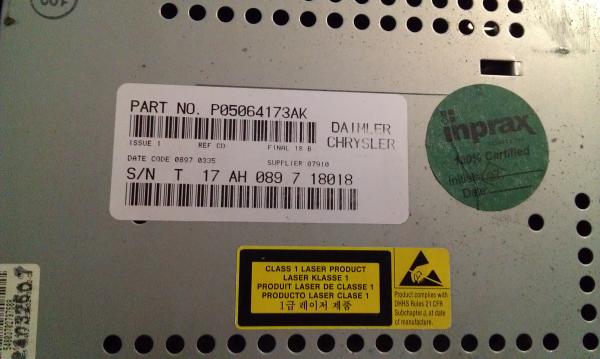 PART NO. P05064173AK
DAIMLER
CHRYSLER
ISSUE 1 REF CD FINAL 18 B
DATE CODE 0897 0335 SUPPLIER 07910
S/N T 17 AH 089 7 18018
inprax
100% Certified
Initial
Date
CLASS 1 LASER PRODUCT
LASER KLASSE 1
PRODUIT LASER DE CLASSE 1
PRODUCTO LASER CLASE 1
1급 레이저 제품
Product complies with
DHHS Rules 21 CFR
Subchapter J, at date
of manufacture.